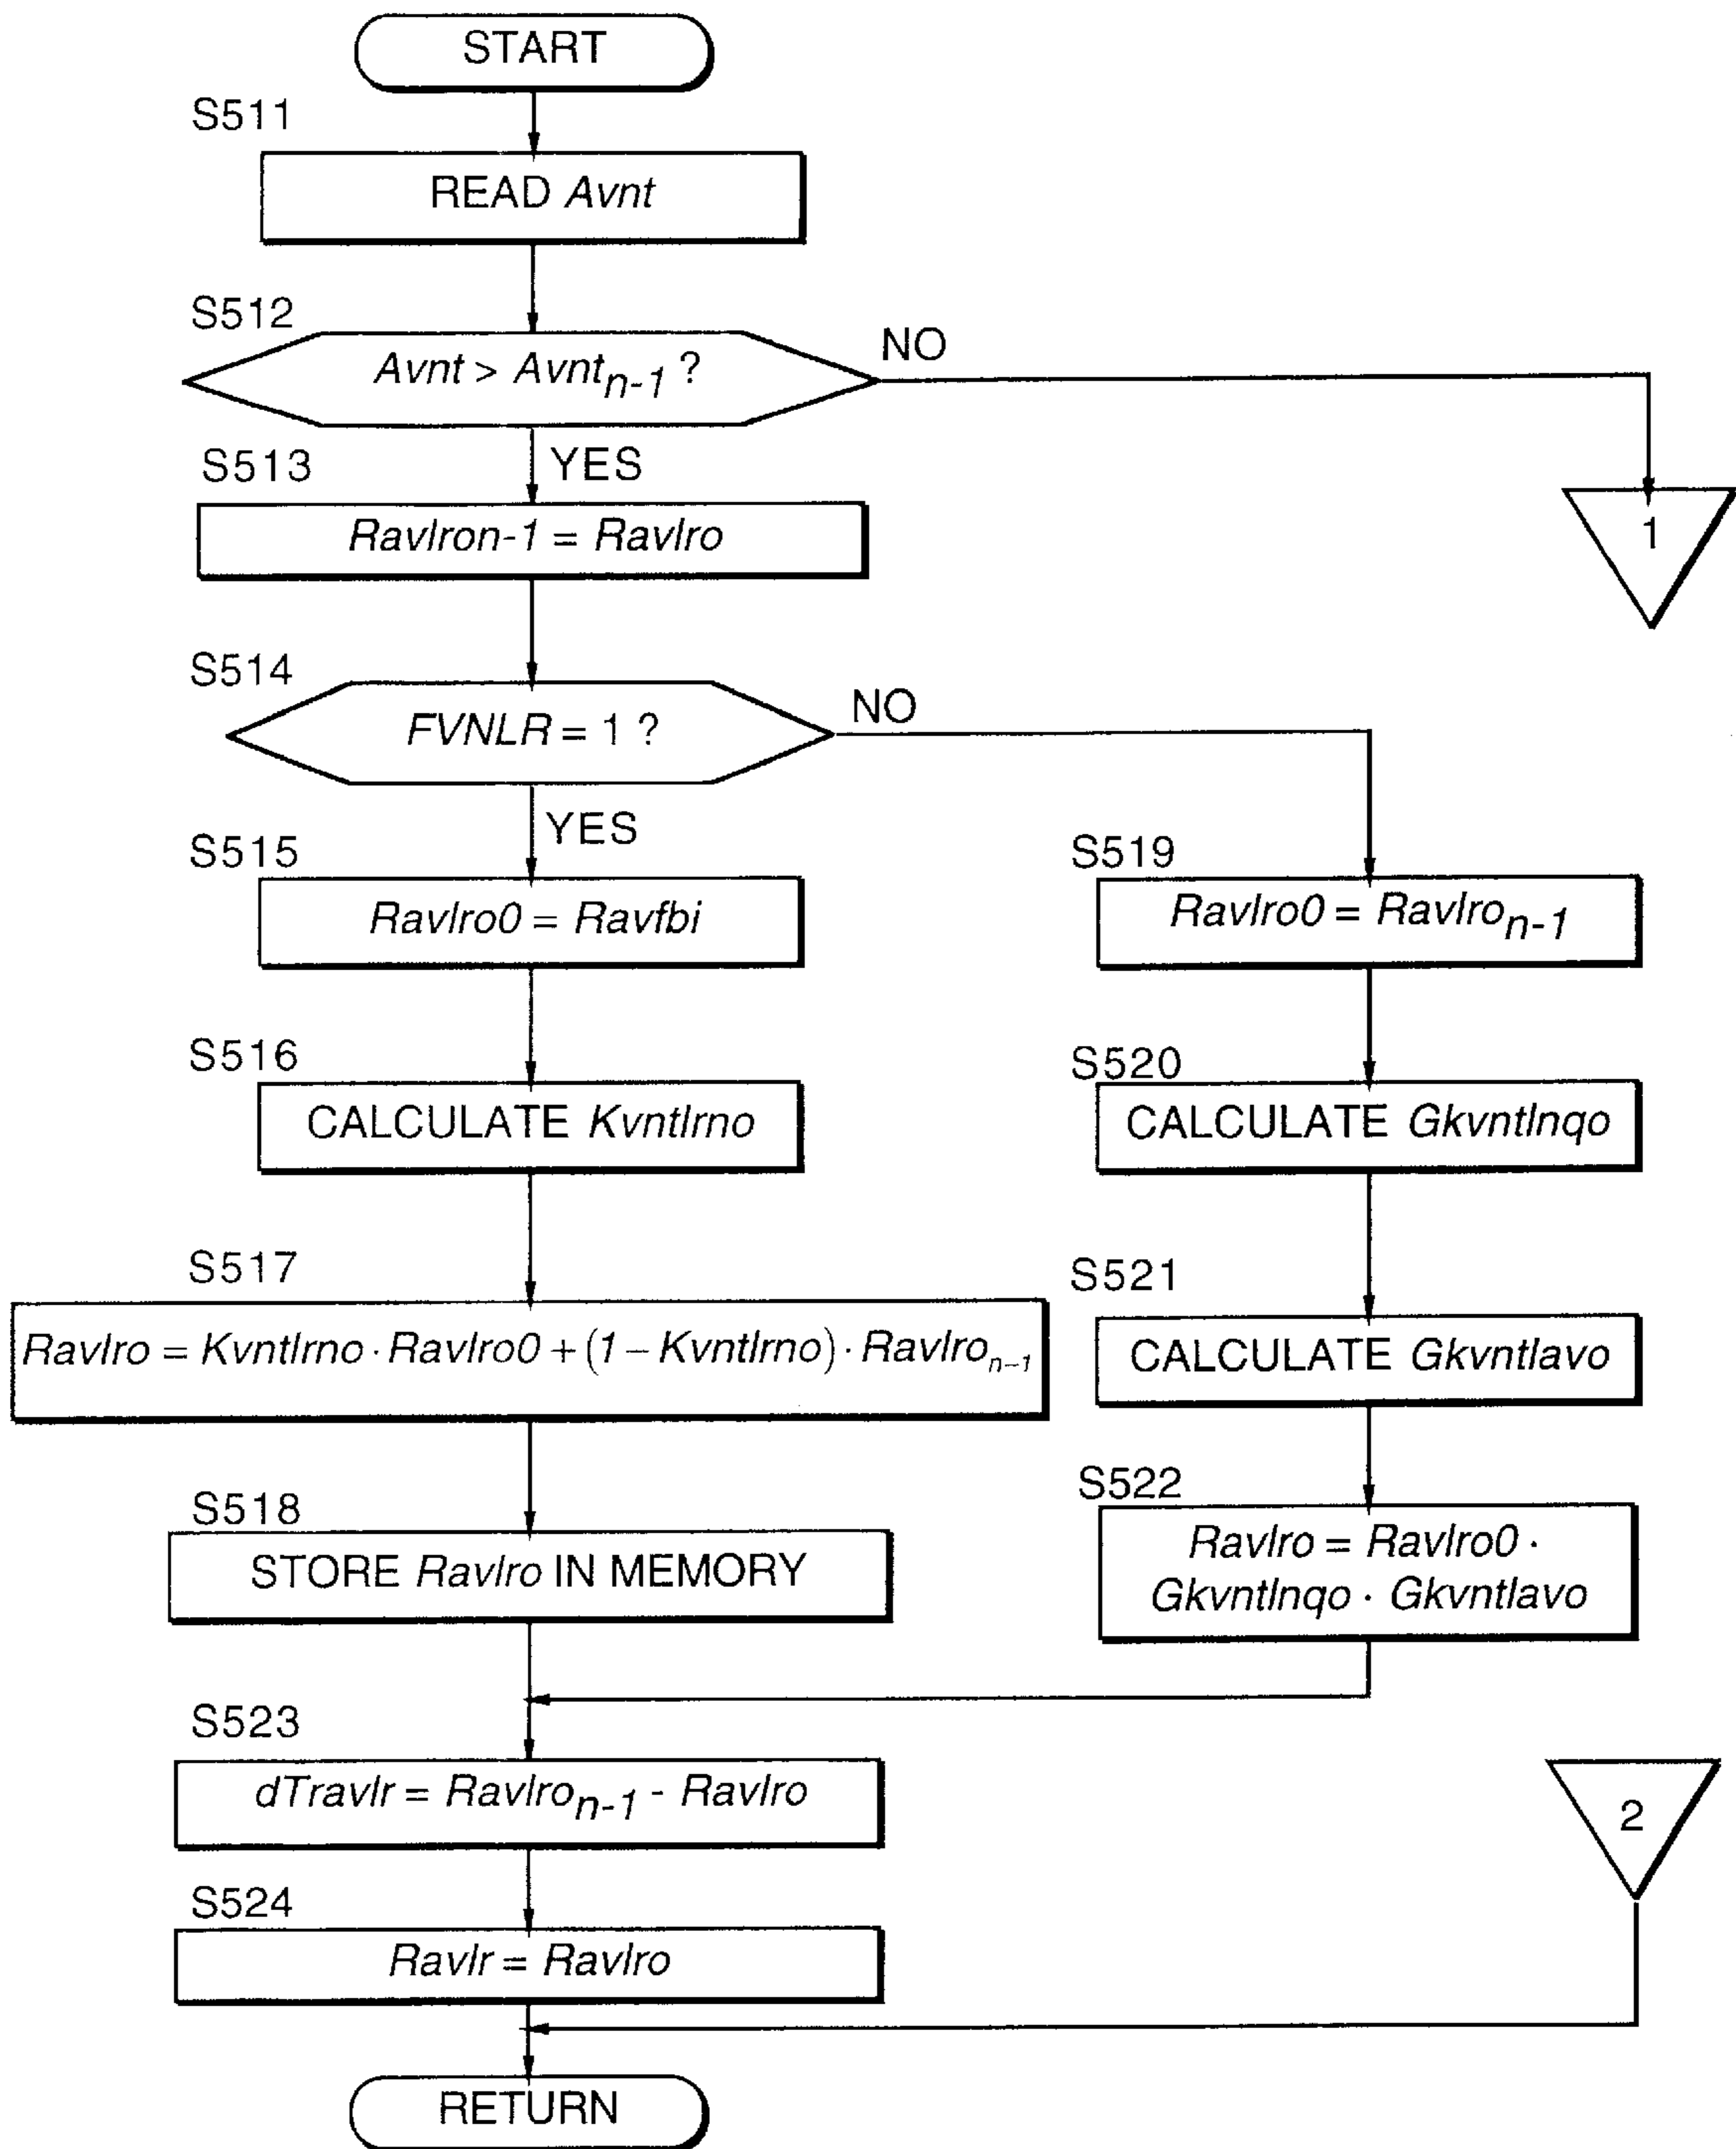 START
S511
READ Avnt
S512
Avnt > Avntn-1 ?
NO
1
YES
S513
Ravlron-1 = Ravlro
S514
FVNLR = 1 ?
NO
YES
S515
Ravlro0 = Ravfbi
S519
Ravlro0 = Ravlron-1
S516
CALCULATE Kvntlrno
S520
CALCULATE Gkvntlnqo
S517
Ravlro = Kvntlrno · Ravlro0 + (1 – Kvntlrno) · Ravlron–1
S521
CALCULATE Gkvntlavo
S518
STORE Ravlro IN MEMORY
S522
Ravlro = Ravlro0 ·
Gkvntlnqo · Gkvntlavo
S523
dTravlr = Ravlron-1 - Ravlro
2
S524
Ravlr = Ravlro
RETURN